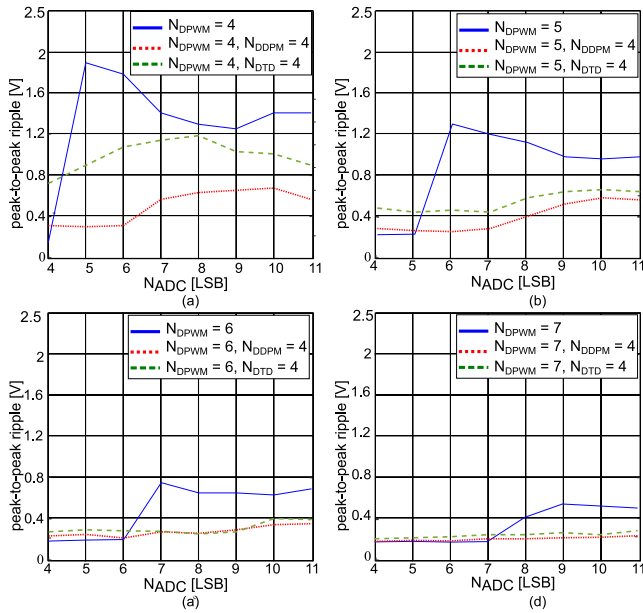 2.5
2
1.6
1.2
0.8
0.4
0
peak-to-peak ripple [V]
N_DPWM = 4
N_DPWM = 4, N_DDPM = 4
N_DPWM = 4, N_DTD = 4
4 5 6 7 8 9 10 11
N_ADC [LSB]
(a)
2.5
2
1.6
1.2
0.8
0.4
0
peak-to-peak ripple [V]
N_DPWM = 5
N_DPWM = 5, N_DDPM = 4
N_DPWM = 5, N_DTD = 4
4 5 6 7 8 9 10 11
N_ADC [LSB]
(b)
2.5
2
1.6
1.2
0.8
0.4
0
peak-to-peak ripple [V]
N_DPWM = 6
N_DPWM = 6, N_DDPM = 4
N_DPWM = 6, N_DTD = 4
4 5 6 7 8 9 10 11
N_ADC [LSB]
(a)
2.5
2
1.6
1.2
0.8
0.4
0
peak-to-peak ripple [V]
N_DPWM = 7
N_DPWM = 7, N_DDPM = 4
N_DPWM = 7, N_DTD = 4
4 5 6 7 8 9 10 11
N_ADC [LSB]
(d)